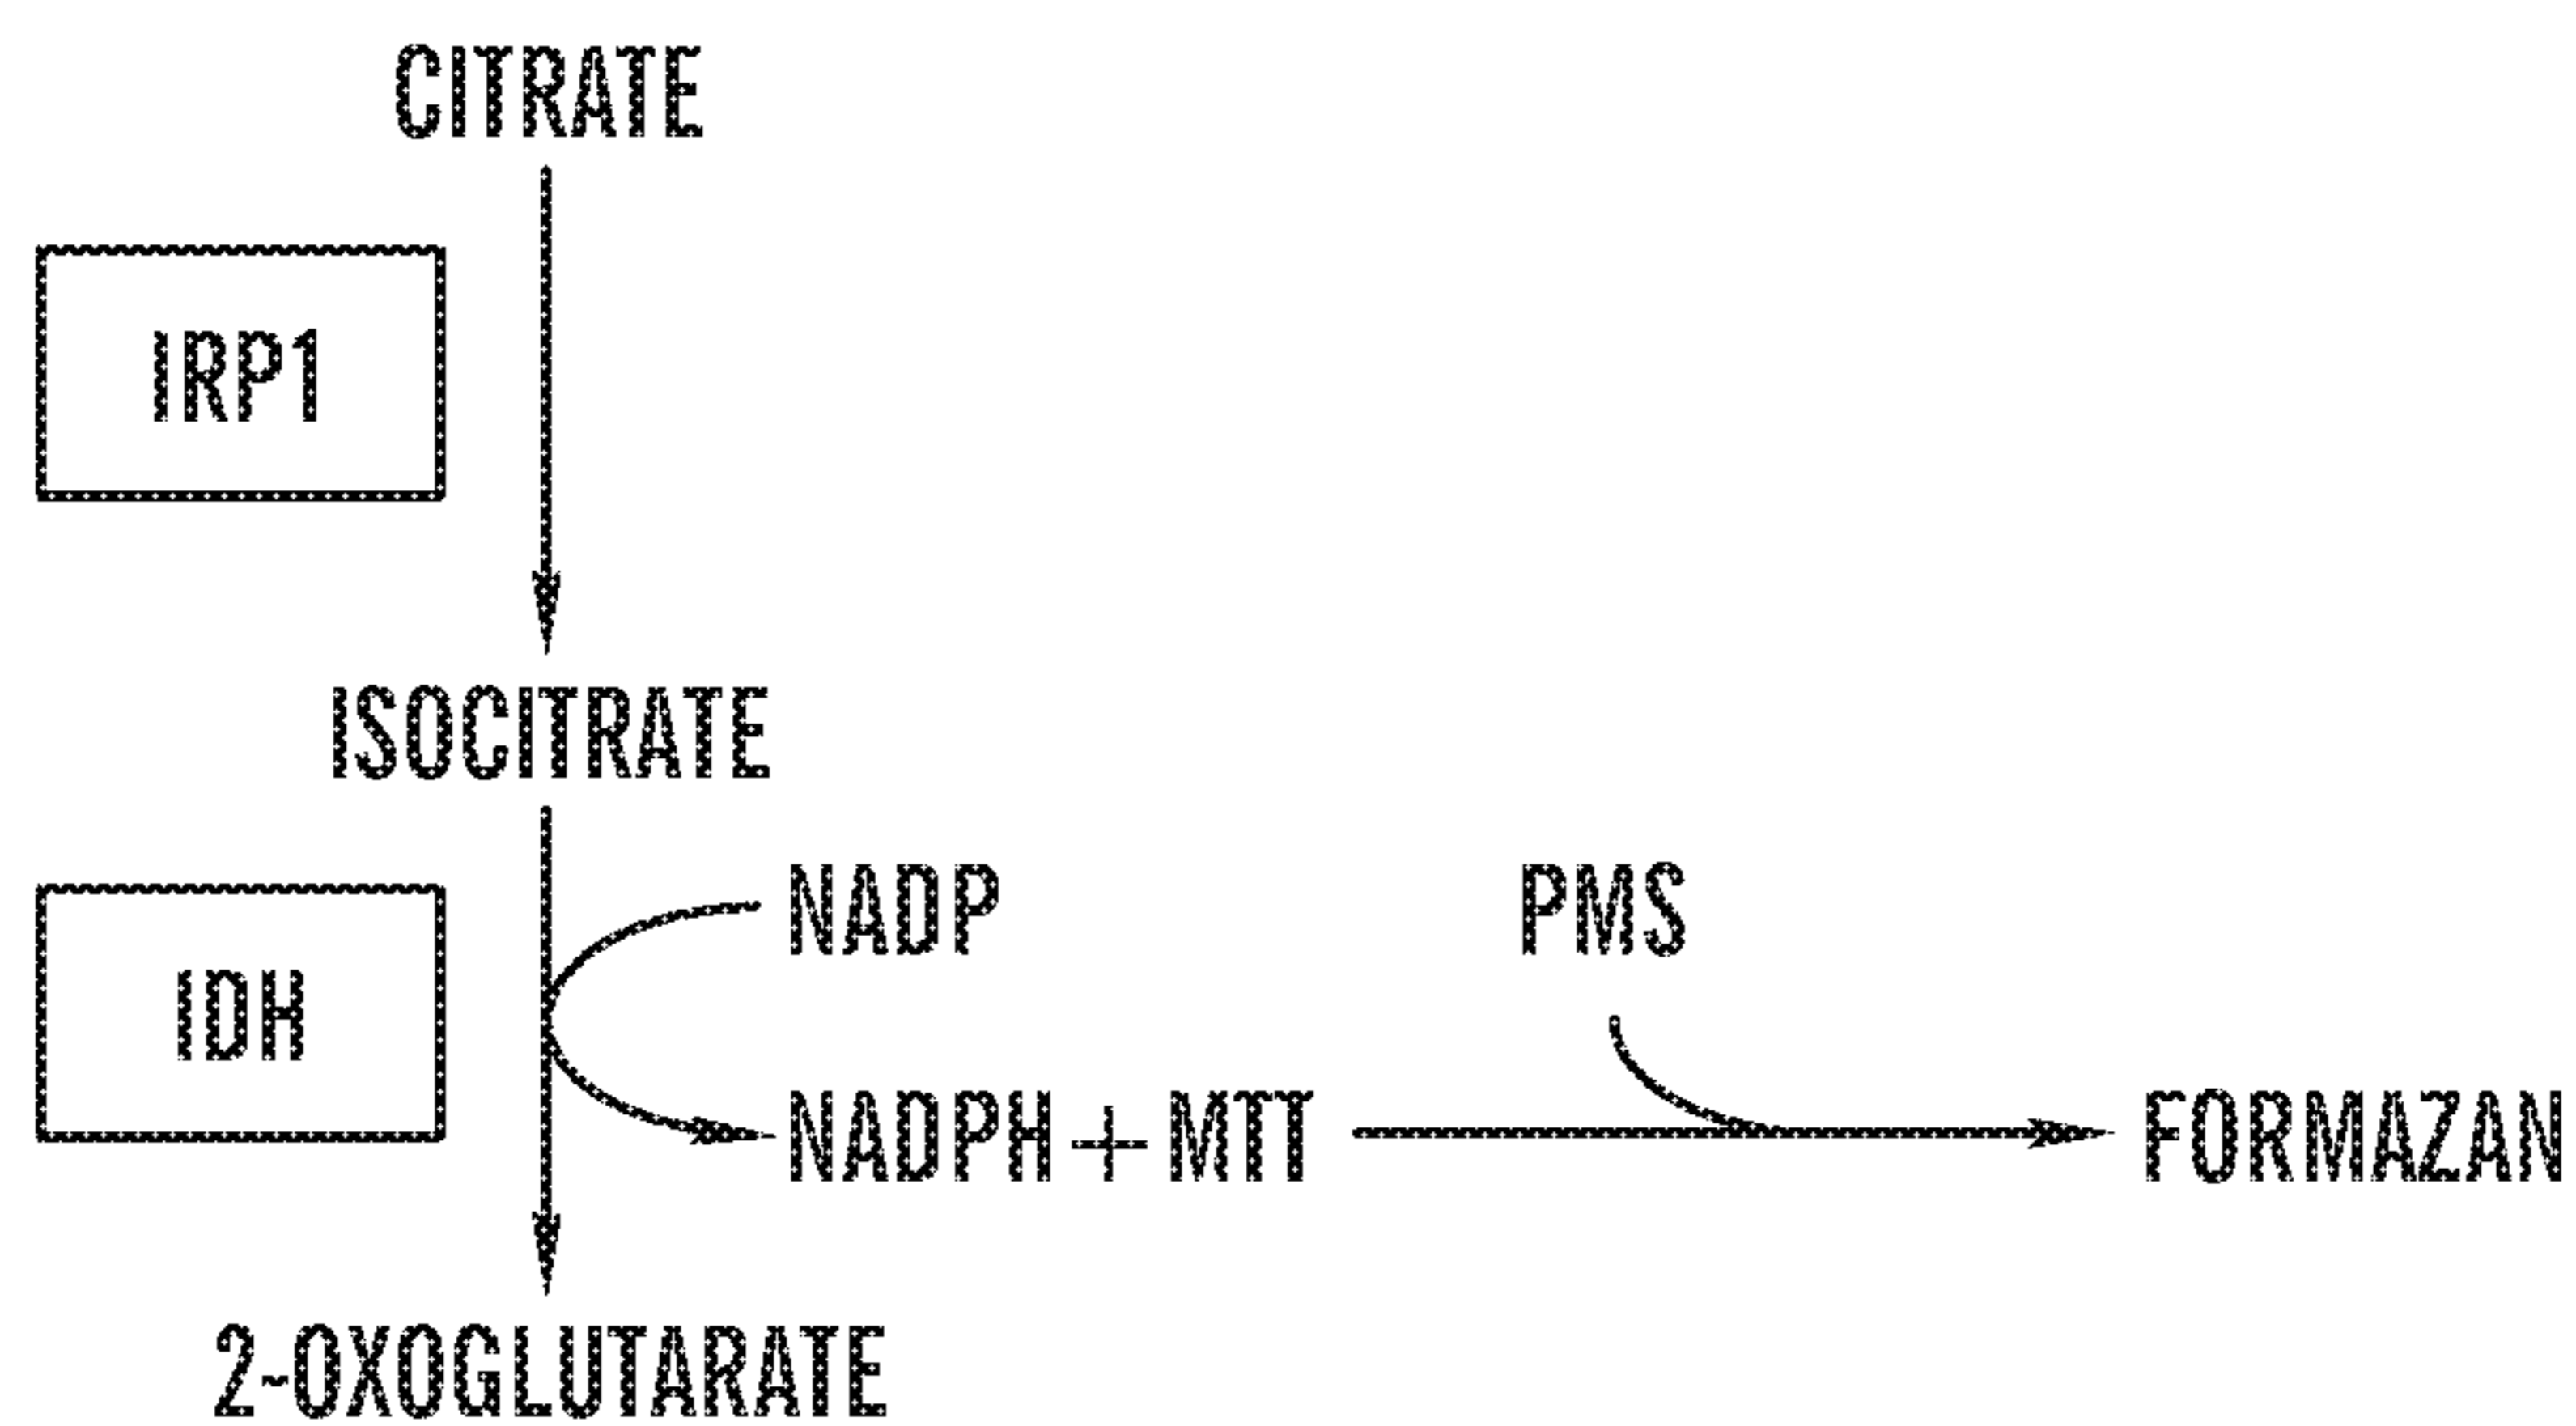 CITRATE
IRP1
ISOCITRATE
NADP
PMS
IDH
NADPH + MTT
FORMAZAN
2-OXOGLUTARATE